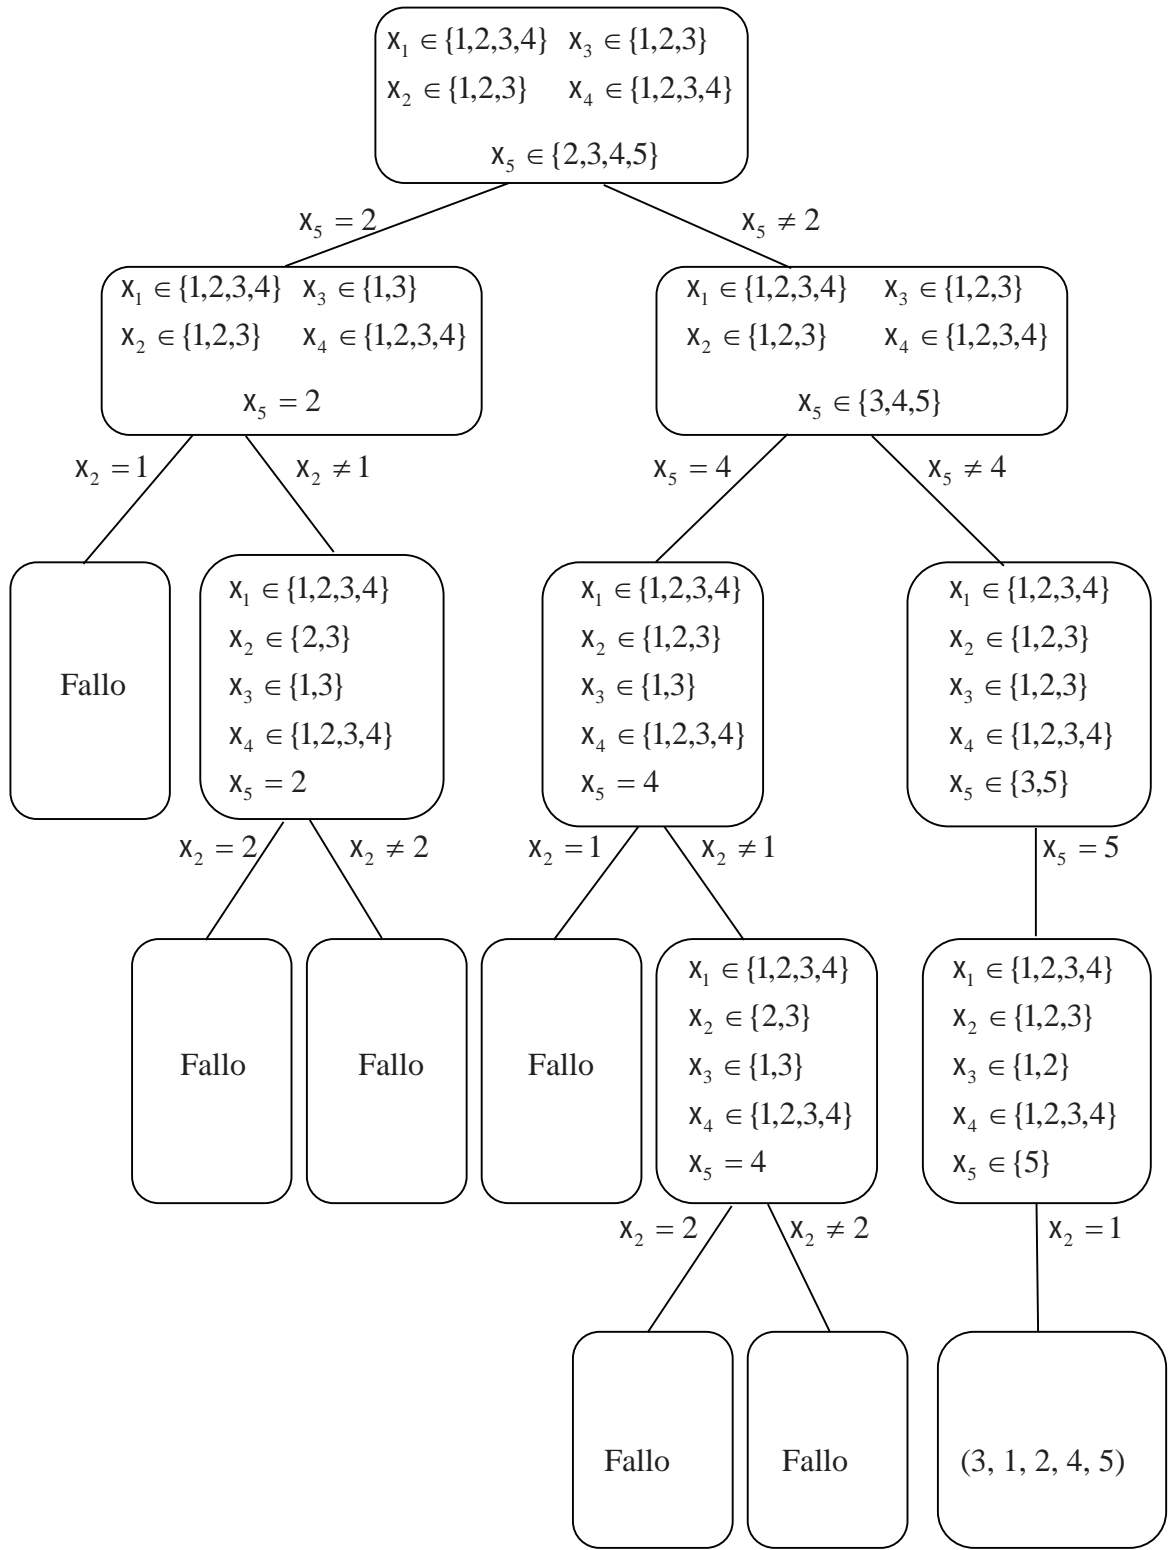 x₁ ∈ {1,2,3,4} x₃ ∈ {1,2,3}
x₂ ∈ {1,2,3} x₄ ∈ {1,2,3,4}
x₅ ∈ {2,3,4,5}
x₅ = 2
x₅ ≠ 2
x₁ ∈ {1,2,3,4} x₃ ∈ {1,3}
x₂ ∈ {1,2,3} x₄ ∈ {1,2,3,4}
x₅ = 2
x₁ ∈ {1,2,3,4} x₃ ∈ {1,2,3}
x₂ ∈ {1,2,3} x₄ ∈ {1,2,3,4}
x₅ ∈ {3,4,5}
x₂ = 1
x₂ ≠ 1
x₅ = 4
x₅ ≠ 4
Fallo
x₁ ∈ {1,2,3,4}
x₂ ∈ {2,3}
x₃ ∈ {1,3}
x₄ ∈ {1,2,3,4}
x₅ = 2
x₁ ∈ {1,2,3,4}
x₂ ∈ {1,2,3}
x₃ ∈ {1,3}
x₄ ∈ {1,2,3,4}
x₅ = 4
x₁ ∈ {1,2,3,4}
x₂ ∈ {1,2,3}
x₃ ∈ {1,2,3}
x₄ ∈ {1,2,3,4}
x₅ ∈ {3,5}
x₂ = 2
x₂ ≠ 2
x₂ = 1
x₂ ≠ 1
x₅ = 5
Fallo
Fallo
Fallo
x₁ ∈ {1,2,3,4}
x₂ ∈ {2,3}
x₃ ∈ {1,3}
x₄ ∈ {1,2,3,4}
x₅ = 4
x₁ ∈ {1,2,3,4}
x₂ ∈ {1,2,3}
x₃ ∈ {1,2}
x₄ ∈ {1,2,3,4}
x₅ ∈ {5}
x₂ = 2
x₂ ≠ 2
x₂ = 1
Fallo
Fallo
(3, 1, 2, 4, 5)